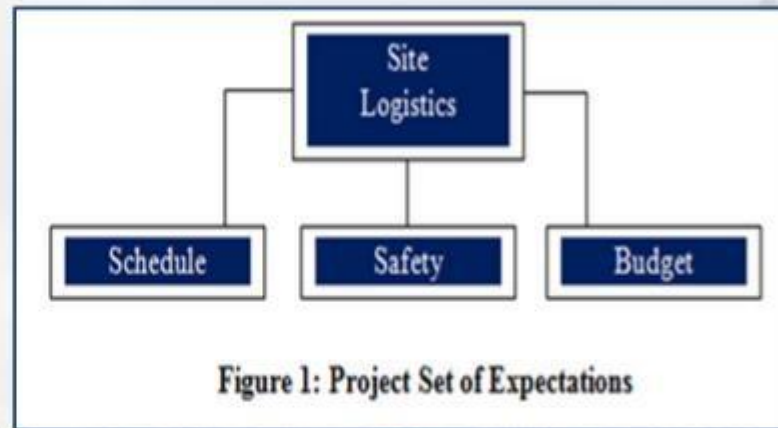 Site
Logistics
Schedule
Safety
Budget
Figure 1: Project Set of Expectations